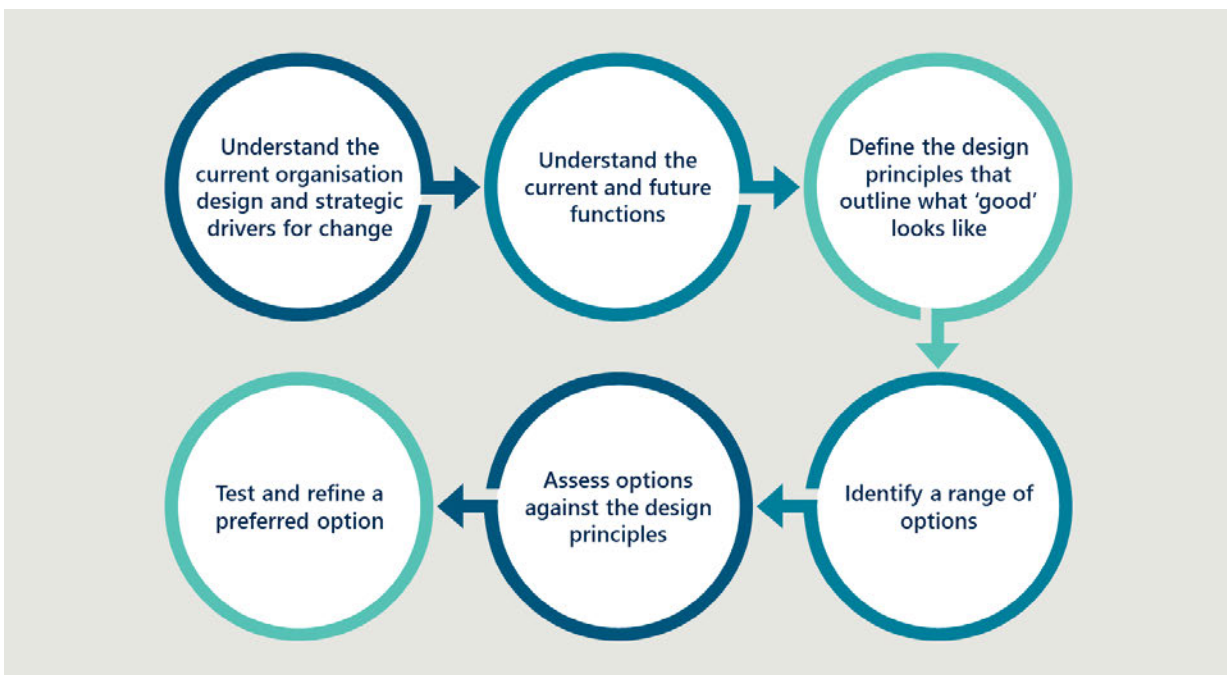 Understand the
current organisation
design and strategic
drivers for change
Understand the
current and future
functions
Define the design
principles that
outline what ‘good’
looks like
Identify a range of
options
Assess options
against the design
principles
Test and refine a
preferred option